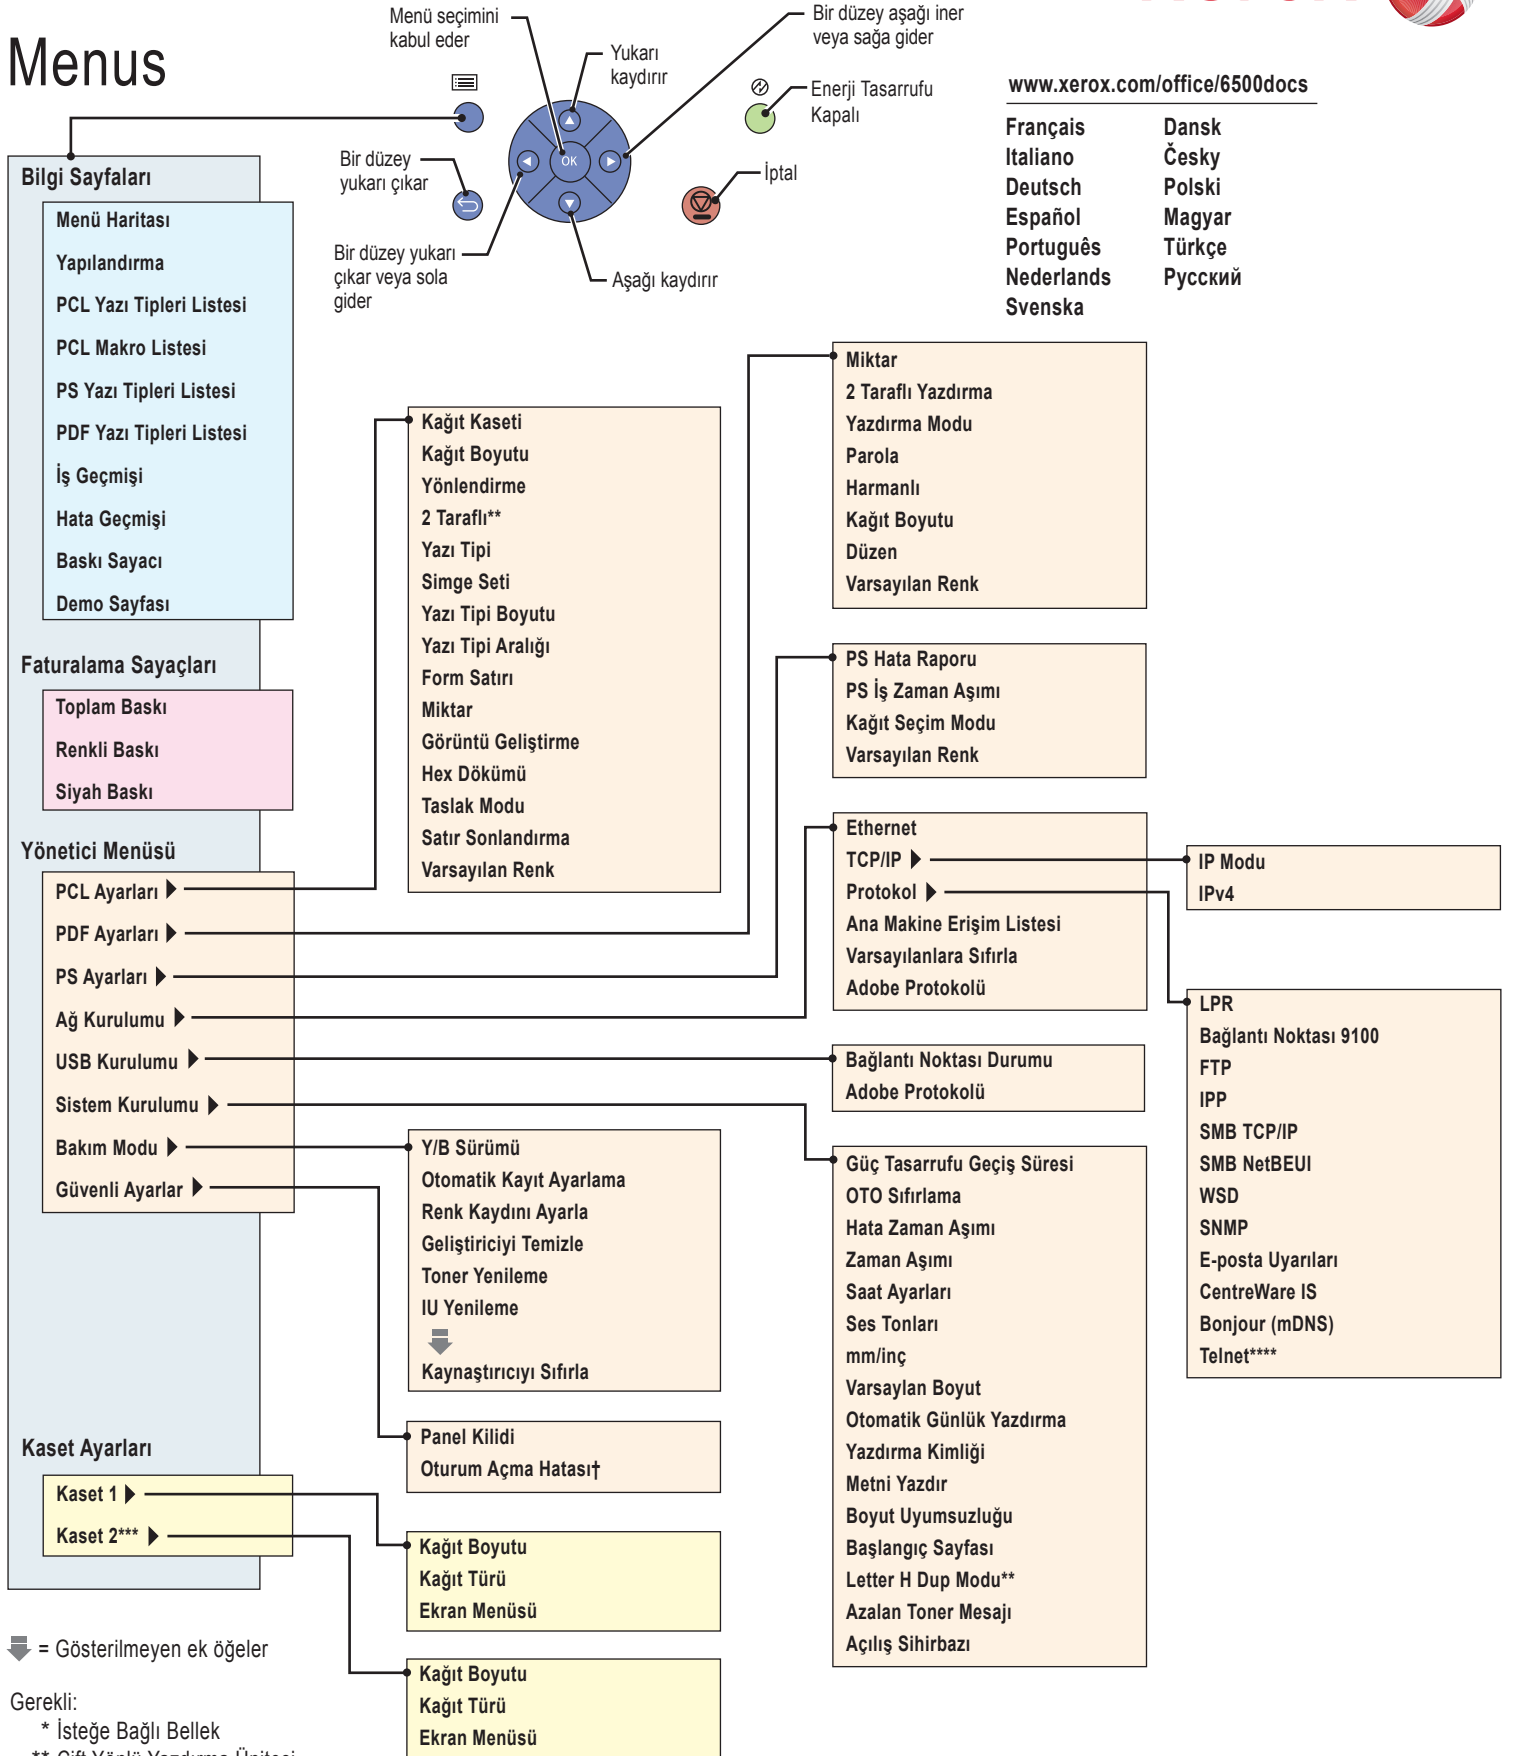 Menus
Menü seçimini
kabul eder
Yukarı
kaydırır
Bir düzey aşağı iner
veya sağa gider
Enerji Tasarrufu
Kapalı
Bir düzey
yukarı çıkar
OK
İptal
Bir düzey yukarı
çıkar veya sola
gider
Aşağı kaydırır
www.xerox.com/office/6500docs
Français
Italiano
Deutsch
Español
Português
Nederlands
Svenska
Dansk
Česky
Polski
Magyar
Türkçe
Русский
Bilgi Sayfaları
Menü Haritası
Yapılandırma
PCL Yazı Tipleri Listesi
PCL Makro Listesi
PS Yazı Tipleri Listesi
PDF Yazı Tipleri Listesi
İş Geçmişi
Hata Geçmişi
Baskı Sayacı
Demo Sayfası
Faturalama Sayaçları
Toplam Baskı
Renkli Baskı
Siyah Baskı
Yönetici Menüsü
PCL Ayarları
PDF Ayarları
PS Ayarları
Ağ Kurulumu
USB Kurulumu
Sistem Kurulumu
Bakım Modu
Güvenli Ayarlar
Kaset Ayarları
Kaset 1
Kaset 2***
Kağıt Kaseti
Kağıt Boyutu
Yönlendirme
2 Taraflı**
Yazı Tipi
Simge Seti
Yazı Tipi Boyutu
Yazı Tipi Aralığı
Form Satırı
Miktar
Görüntü Geliştirme
Hex Dökümü
Taslak Modu
Satır Sonlandırma
Varsayılan Renk
Y/B Sürümü
Otomatik Kayıt Ayarlama
Renk Kaydını Ayarla
Geliştiriciyi Temizle
Toner Yenileme
IU Yenileme
Kaynaştırıcıyı Sıfırla
Panel Kilidi
Oturum Açma Hatası†
Kağıt Boyutu
Kağıt Türü
Ekran Menüsü
Kağıt Boyutu
Kağıt Türü
Ekran Menüsü
Miktar
2 Taraflı Yazdırma
Yazdırma Modu
Parola
Harmanlı
Kağıt Boyutu
Düzen
Varsayılan Renk
PS Hata Raporu
PS İş Zaman Aşımı
Kağıt Seçim Modu
Varsayılan Renk
Ethernet
TCP/IP
Protokol
Ana Makine Erişim Listesi
Varsayılanlara Sıfırla
Adobe Protokolü
Bağlantı Noktası Durumu
Adobe Protokolü
Güç Tasarrufu Geçiş Süresi
OTO Sıfırlama
Hata Zaman Aşımı
Zaman Aşımı
Saat Ayarları
Ses Tonları
mm/inç
Varsaylan Boyut
Otomatik Günlük Yazdırma
Yazdırma Kimliği
Metni Yazdır
Boyut Uyumsuzluğu
Başlangıç Sayfası
Letter H Dup Modu**
Azalan Toner Mesajı
Açılış Sihirbazı
IP Modu
IPv4
LPR
Bağlantı Noktası 9100
FTP
IPP
SMB TCP/IP
SMB NetBEUI
WSD
SNMP
E-posta Uyarıları
CentreWare IS
Bonjour (mDNS)
Telnet****
= Gösterilmeyen ek öğeler
Gerekli:
* İsteğe Bağlı Bellek
** Çift Yönlü Yazdırma Ünitesi